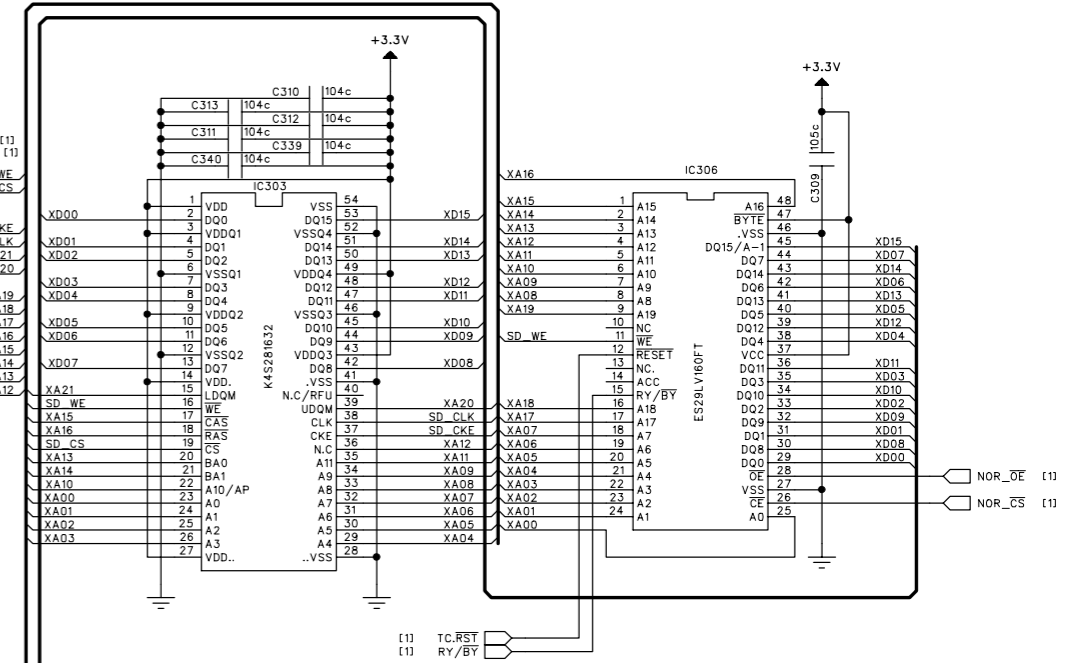 +3.3V
+3.3V
C310 104c
C313 104c
C312 104c
C311 104c
C339 104c
C340 104c
105c
C309
[1]
[1]
WE
CS
KE
LK
21
20
A19
A18
A17
A16
A15
A14
A13
A12
IC303
K4S281632
XD00
XD01
XD02
XD03
XD04
XD05
XD06
XD07
XA21
SD_WE
XA15
XA16
SD_CS
XA13
XA14
XA10
XA00
XA01
XA02
XA03
1 VDD
2 DQ0
3 VDDQ1
4 DQ1
5 DQ2
6 VSSQ1
7 DQ3
8 DQ4
9 VDDQ2
10 DQ5
11 DQ6
12 VSSQ2
13 DQ7
14 VDD.
15 LDQM
16 WE
17 CAS
18 RAS
19 CS
20 BA0
21 BA1
22 A10/AP
23 A0
24 A1
25 A2
26 A3
27 VDD..
VSS 54
DQ15 53 XD15
VSSQ4 52
DQ14 51 XD14
DQ13 50 XD13
VDDQ4 49
DQ12 48 XD12
DQ11 47 XD11
VSSQ3 46
DQ10 45 XD10
DQ9 44 XD09
VDDQ3 43
DQ8 42 XD08
.VSS 41
N.C/RFU 40
UDQM 39 XA20
CLK 38 SD_CLK
CKE 37 SD_CKE
N.C 36 XA12
A11 35 XA11
A9 34 XA09
A8 33 XA08
A7 32 XA07
A6 31 XA06
A5 30 XA05
A4 29 XA04
..VSS 28
IC306
ES29LV160FT
XA16
XA15 1 A15
XA14 2 A14
XA13 3 A13
XA12 4 A12
XA11 5 A11
XA10 6 A10
XA09 7 A9
XA08 8 A8
XA19 9 A19
10 NC
SD_WE 11 WE
12 RESET
13 NC.
14 ACC
15 RY/BY
XA18 16 A18
XA17 17 A17
XA07 18 A7
XA06 19 A6
XA05 20 A5
XA04 21 A4
XA03 22 A3
XA02 23 A2
XA01 24 A1
XA00
A16 48
BYTE 47
.VSS 46
DQ15/A-1 45 XD15
DQ7 44 XD07
DQ14 43 XD14
DQ6 42 XD06
DQ13 41 XD13
DQ5 40 XD05
DQ12 39 XD12
DQ4 38 XD04
VCC 37
DQ11 36 XD11
DQ3 35 XD03
DQ10 34 XD10
DQ2 33 XD02
DQ9 32 XD09
DQ1 31 XD01
DQ8 30 XD08
DQ0 29 XD00
OE 28
VSS 27
CE 26
A0 25
NOR_OE [1]
NOR_CS [1]
[1] TC.RST
[1] RY/BY